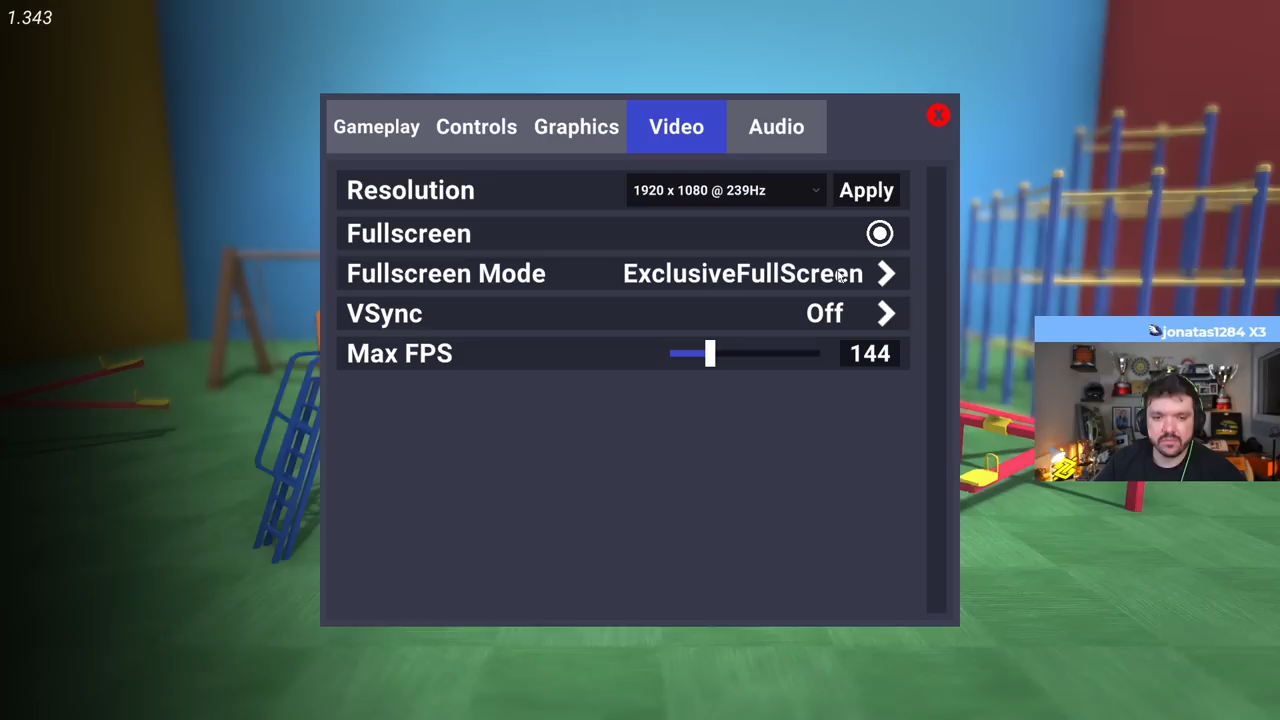 1.343
Gameplay Controls Graphics Video Audio X
Resolution 1920 x 1080 @ 239Hz Apply
Fullscreen
Fullscreen Mode ExclusiveFullScreen
VSync Off
jonatas1284 X3
Max FPS 144